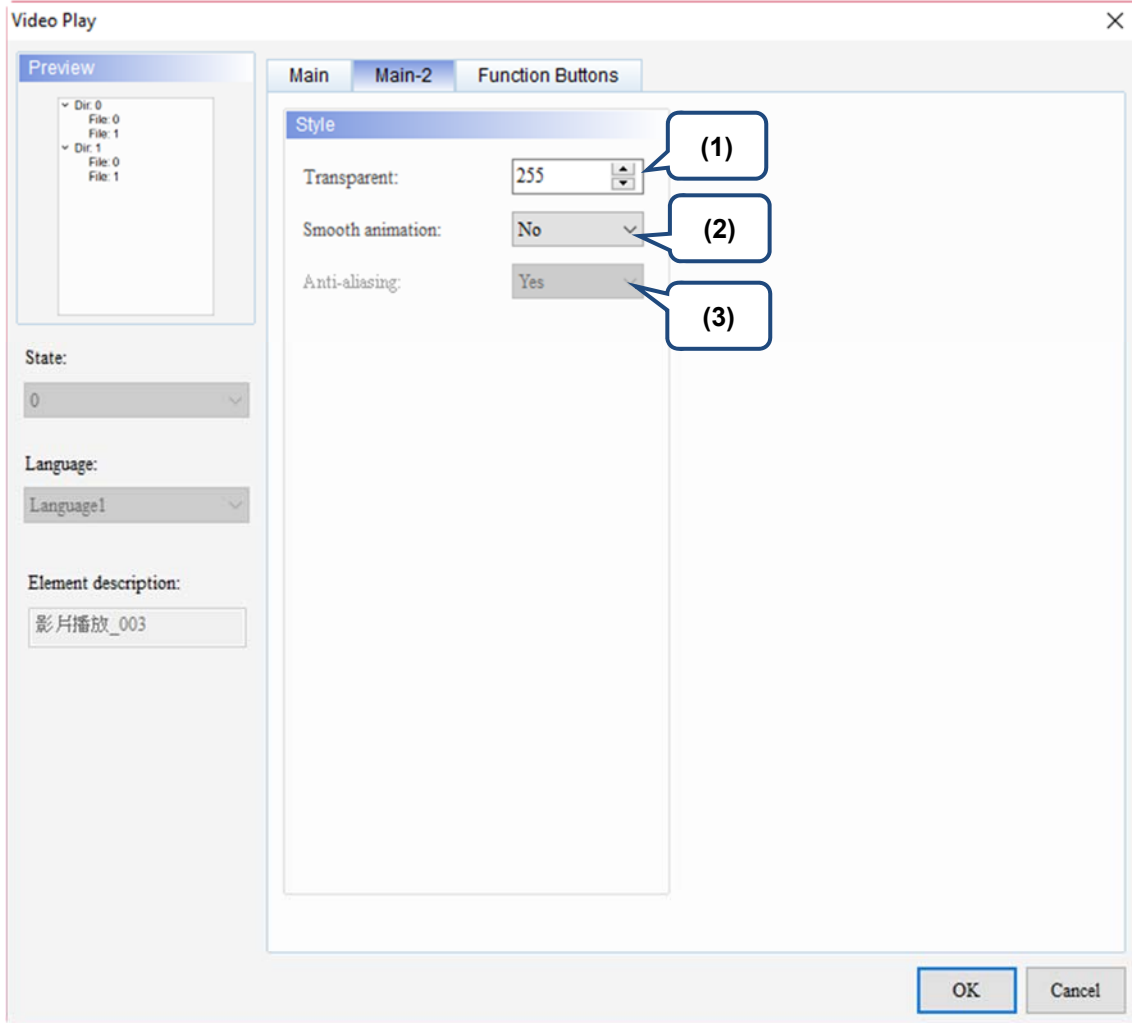 Video Play
Preview
Dir: 0
File: 0
File: 1
Dir: 1
File: 0
File: 1
State:
0
Language:
Language1
Element description:
影片播放_003
Main Main-2 Function Buttons
Style
Transparent: 255 (1)
Smooth animation: No (2)
Anti-aliasing: Yes (3)
OK Cancel